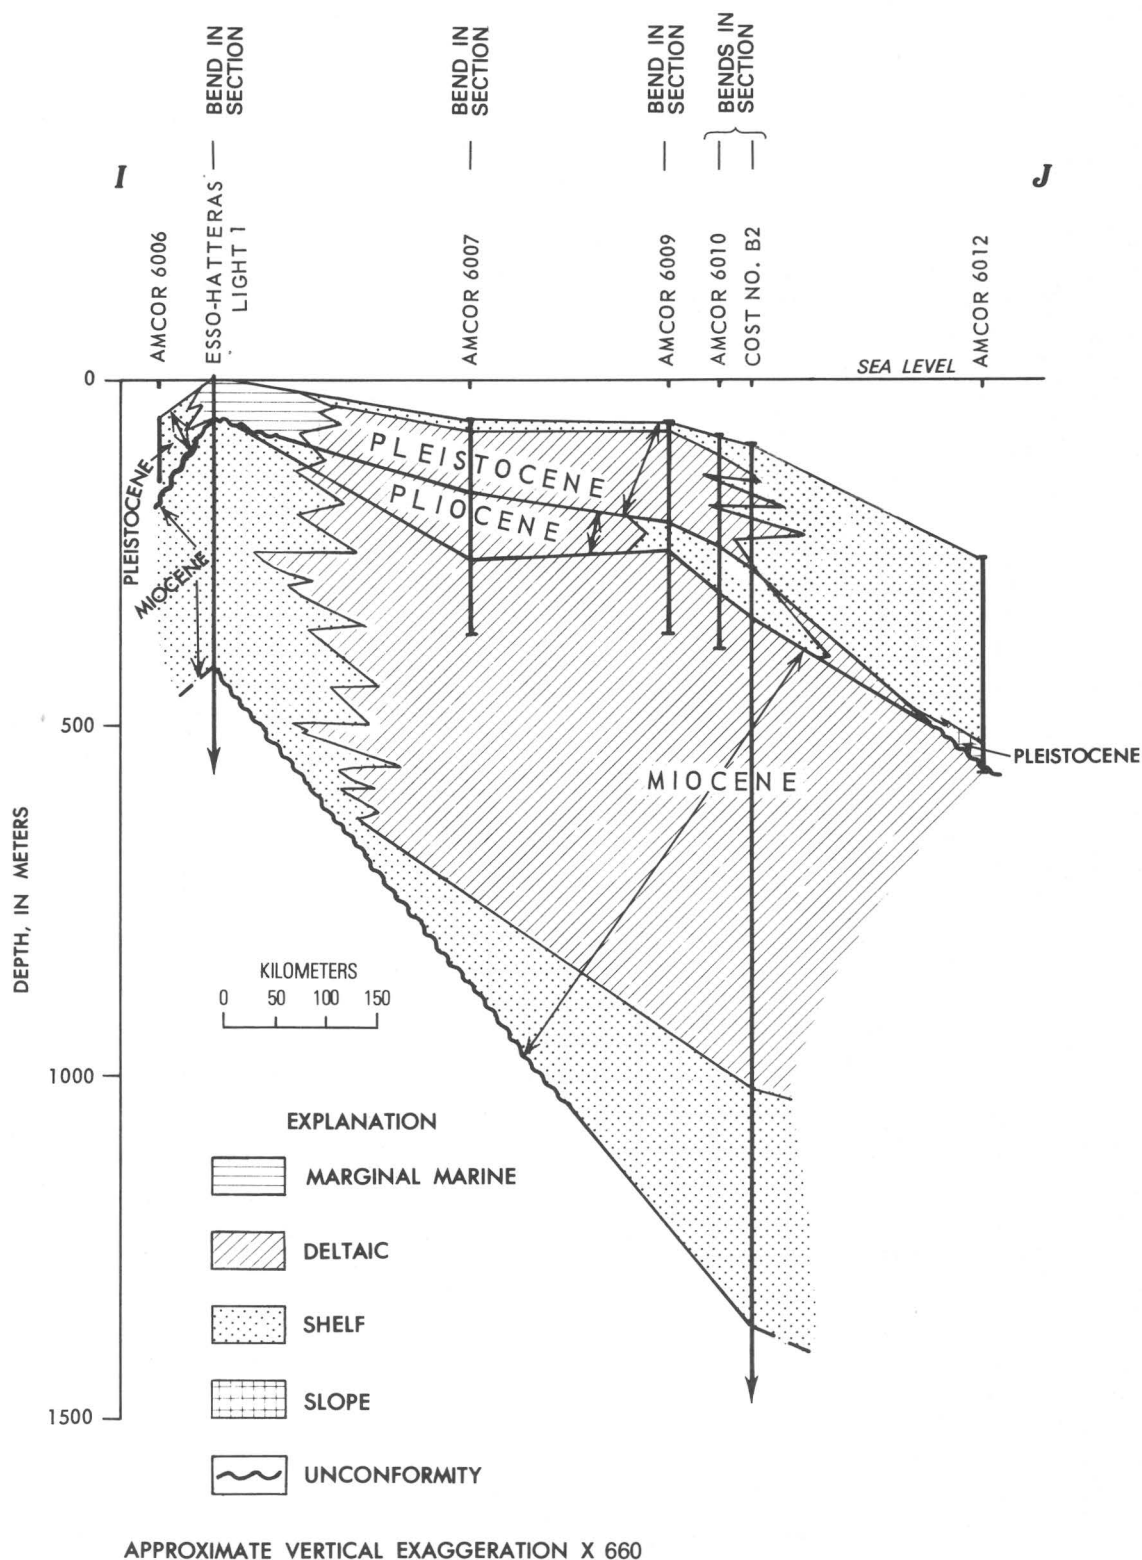 BEND IN
SECTION
BEND IN
SECTION
BEND IN
SECTION
BENDS IN
SECTION
I
J
AMCOR 6006
ESSO-HATTERAS
LIGHT 1
AMCOR 6007
AMCOR 6009
AMCOR 6010
COST NO. B2
AMCOR 6012
SEA LEVEL
0
500
1000
1500
DEPTH, IN METERS
PLEISTOCENE
PLIOCENE
PLEISTOCENE
MIOCENE
MIOCENE
PLEISTOCENE
KILOMETERS
0 50 100 150
EXPLANATION
MARGINAL MARINE
DELTAIC
SHELF
SLOPE
UNCONFORMITY
APPROXIMATE VERTICAL EXAGGERATION X 660